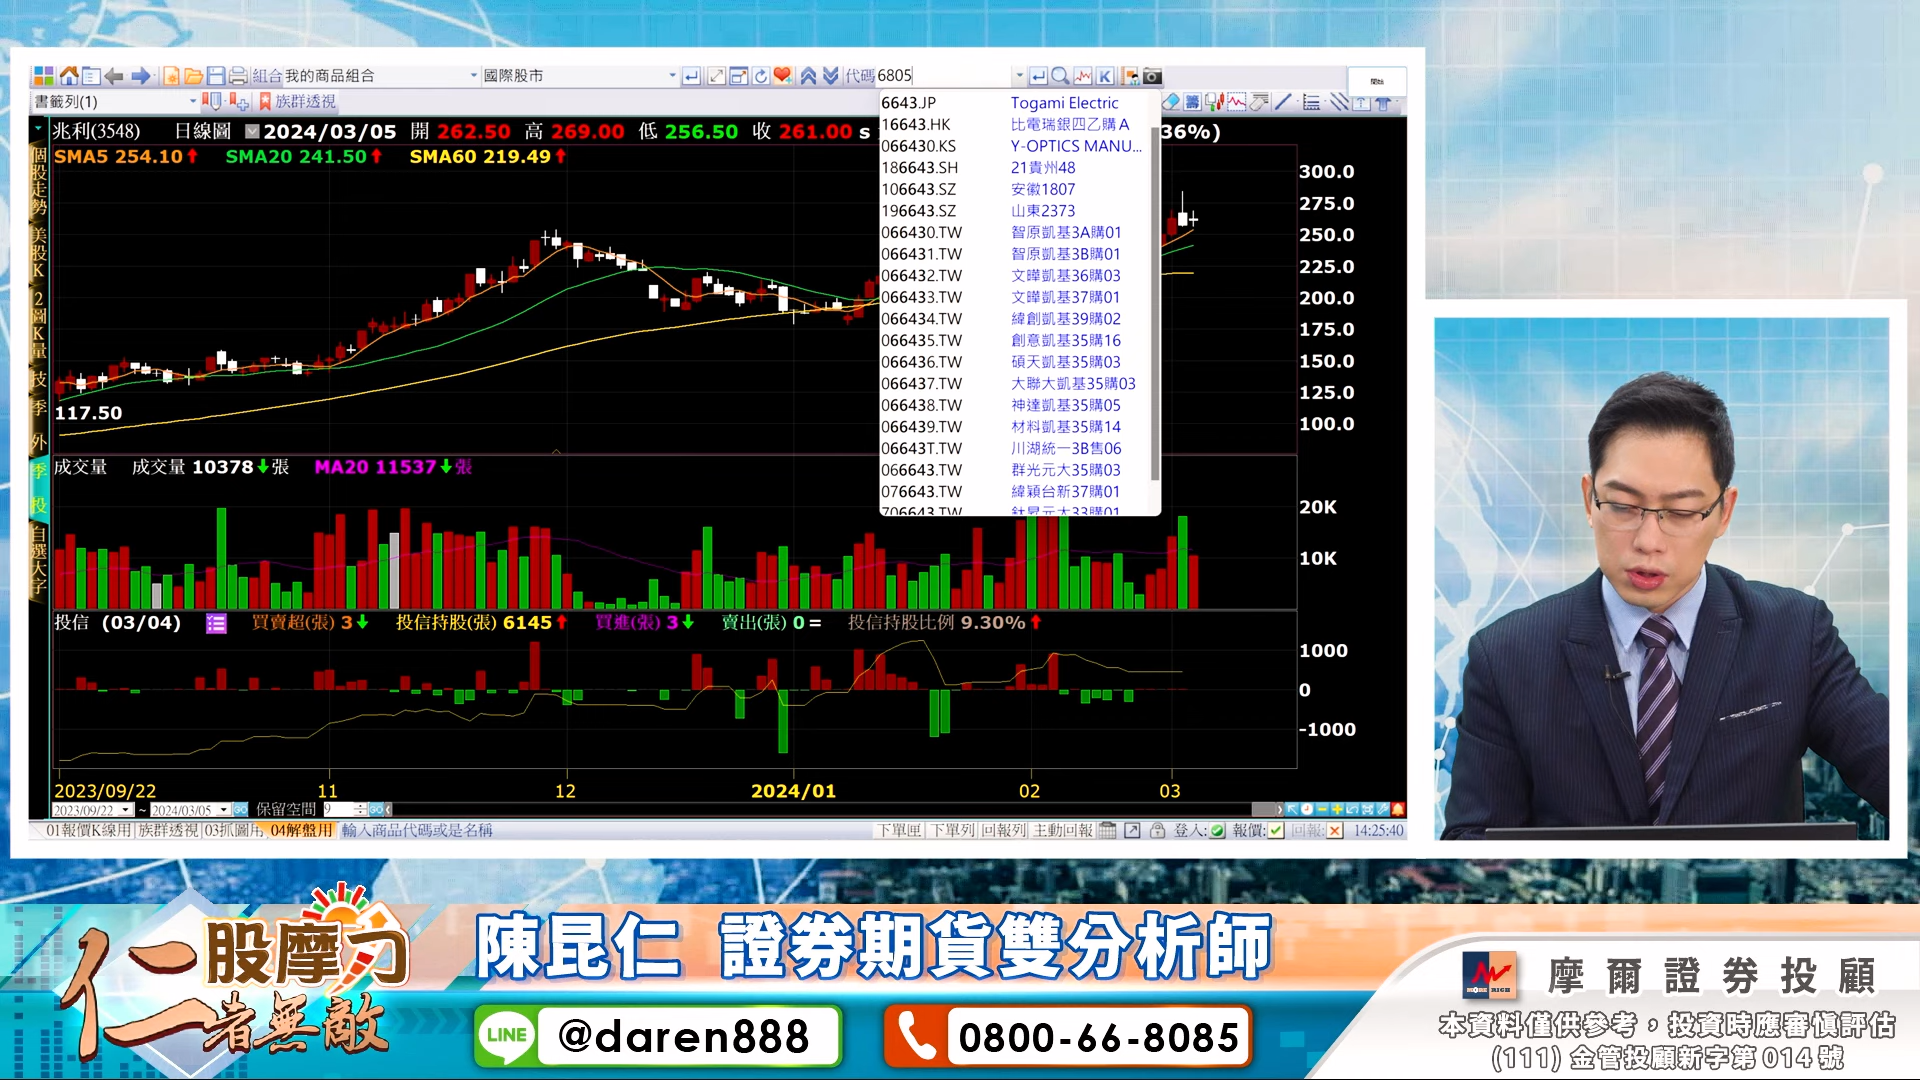 組合 我的商品組合 國際股市 代碼 6805
書籤列(1) 族群透視
兆利(3548) 日線圖 2024/03/05 開 262.50 高 269.00 低 256.50 收 261.00 s 36%)
SMA5 254.10 SMA20 241.50 SMA60 219.49
個股走勢
美股K
2圖K量
技
季
外
季
投
自選大字
6643.JP Togami Electric
16643.HK 比電瑞銀四乙購A
066430.KS Y-OPTICS MANU...
186643.SH 21貴州48
106643.SZ 安徽1807
196643.SZ 山東2373
066430.TW 智原凱基3A購01
066431.TW 智原凱基3B購01
066432.TW 文曄凱基36購03
066433.TW 文曄凱基37購01
066434.TW 緯創凱基39購02
066435.TW 創意凱基35購16
066436.TW 碩天凱基35購03
066437.TW 大聯大凱基35購03
066438.TW 神達凱基35購05
066439.TW 材料凱基35購14
06643T.TW 川湖統一3B售06
066643.TW 群光元大35購03
076643.TW 緯穎台新37購01
706643.TW 鈦昇元大33購01
300.0
275.0
250.0
225.0
200.0
175.0
150.0
125.0
100.0
117.50
成交量 成交量 10378 張 MA20 11537 張
20K
10K
投信 (03/04) 買賣超(張) 3 投信持股(張) 6145 買進(張) 3 賣出(張) 0 = 投信持股比例 9.30%
1000
0
-1000
2023/09/22 11 12 2024/01 02 03
2023/09/22 ~ 2024/03/05 GO 保留空間 9 GO
01報價K線用 族群透視 03抓圖用 04解盤用 輸入商品代碼或是名稱 下單匣 下單列 回報列 主動回報 登入: 報價: 回報: 14:25:40
股摩力
仁者無敵
陳昆仁 證券期貨雙分析師
LINE @daren888 0800-66-8085
摩爾證券投顧
本資料僅供參考，投資時應審慎評估
(111) 金管投顧新字第 014 號